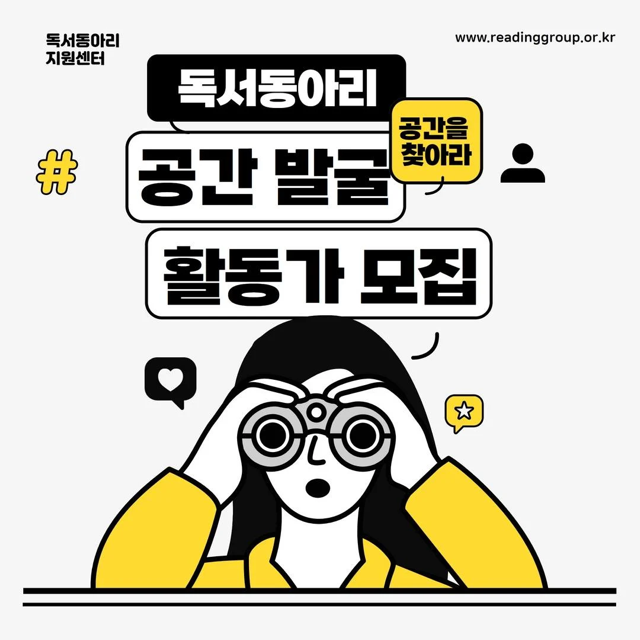 독서동아리
지원센터
www.readinggroup.or.kr
독서동아리
공간을
찾아라
공간 발굴
활동가 모집
#